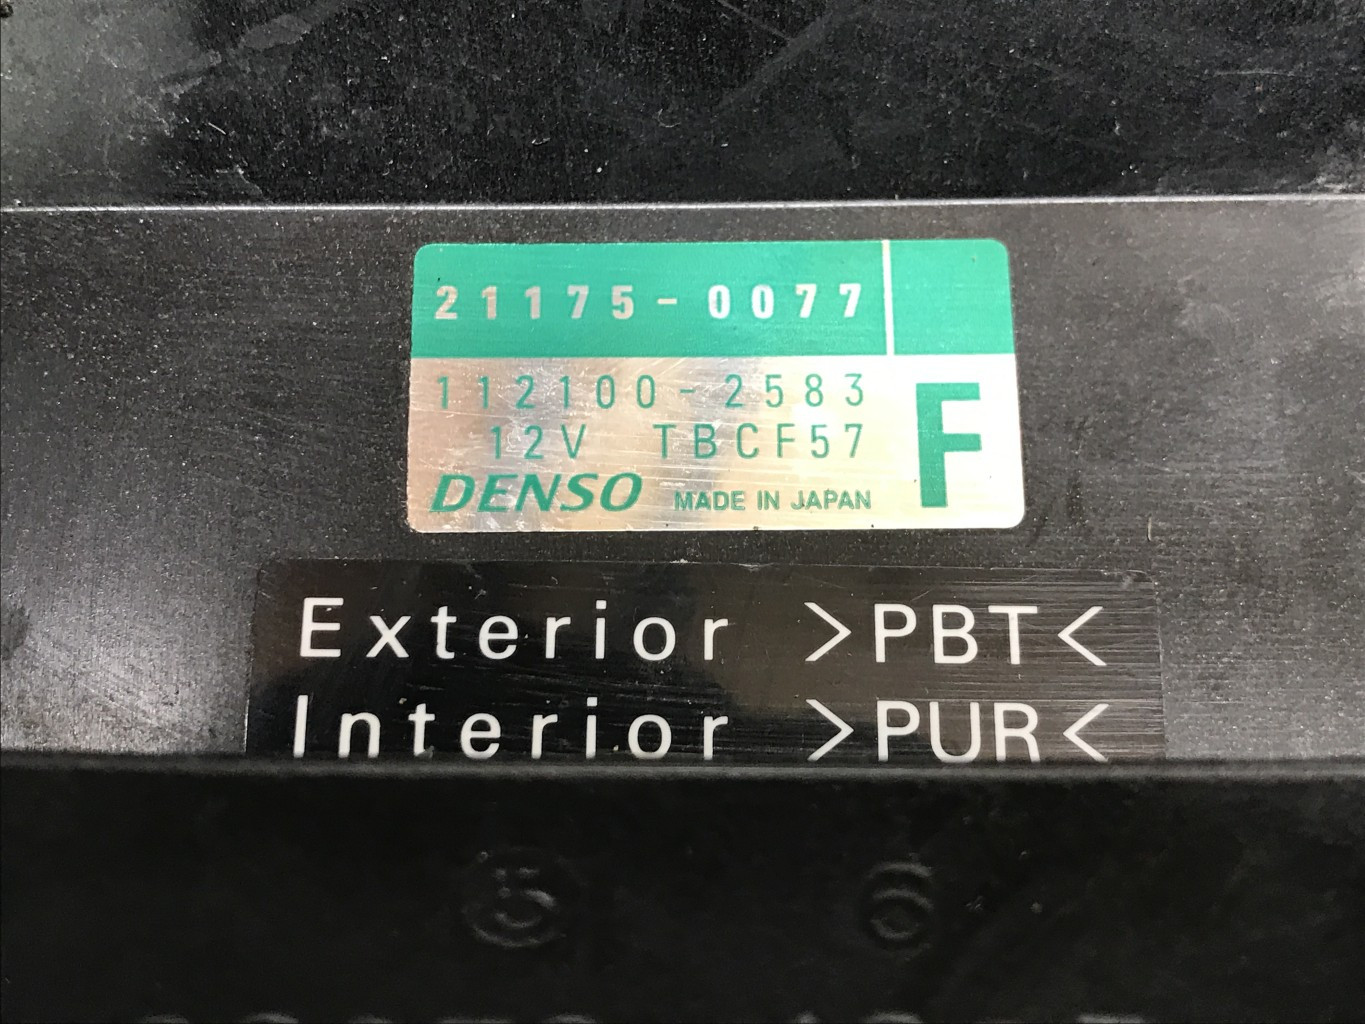 21175-0077
112100-2583
12V TBCF57
F
DENSO MADE IN JAPAN
Exterior >PBT<
Interior >PUR<
5 6